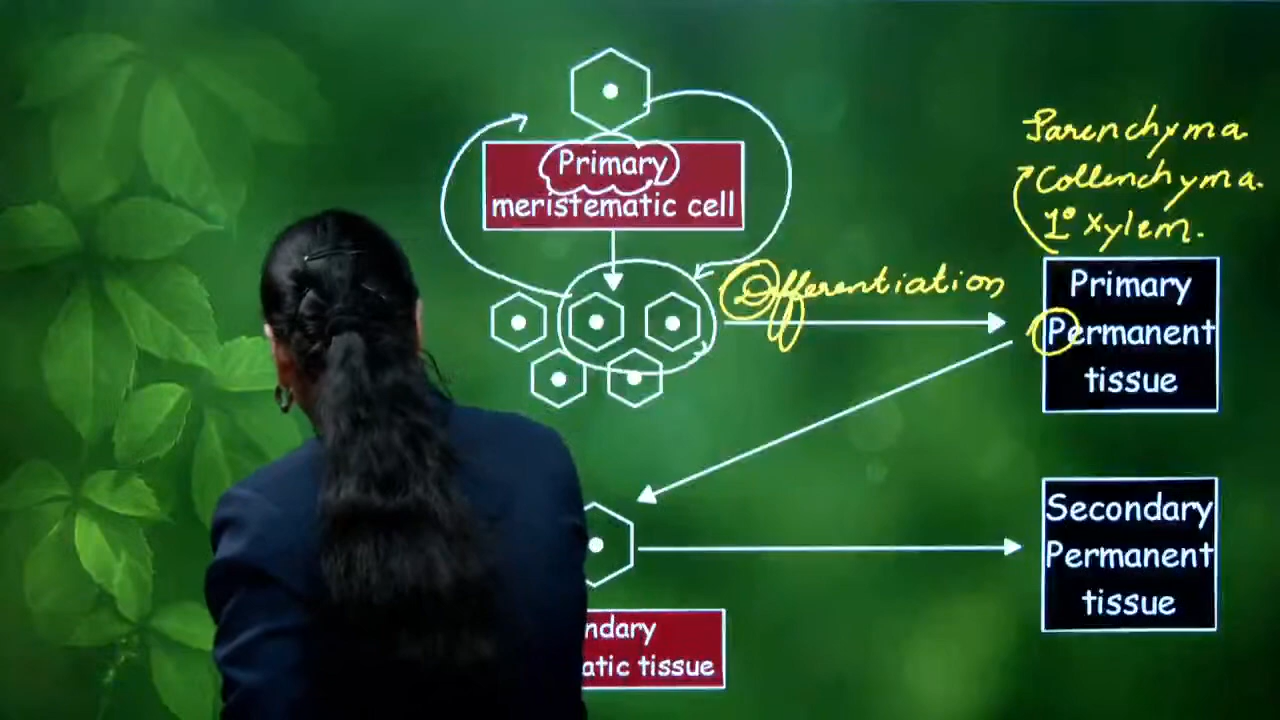 Primary
meristematic cell
Parenchyma
Collenchyma.
1° Xylem.
Differentiation
Primary
Permanent
tissue
Secondary
Permanent
tissue
ndary
atic tissue